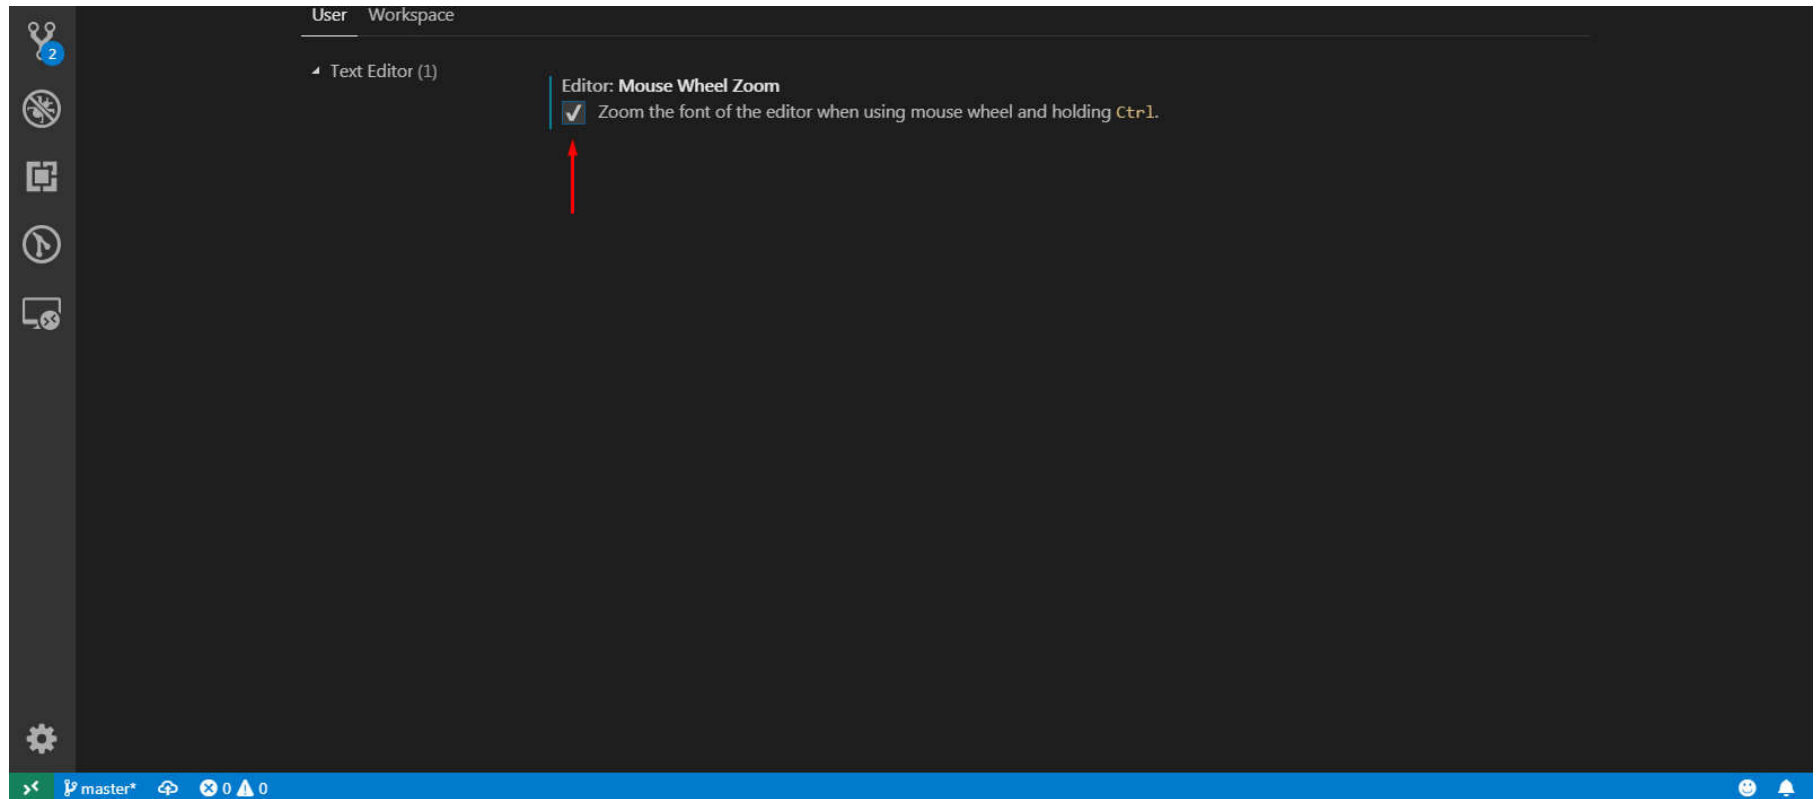 User Workspace
Text Editor (1)
Editor: Mouse Wheel Zoom
Zoom the font of the editor when using mouse wheel and holding Ctrl.
2
master* 0 0